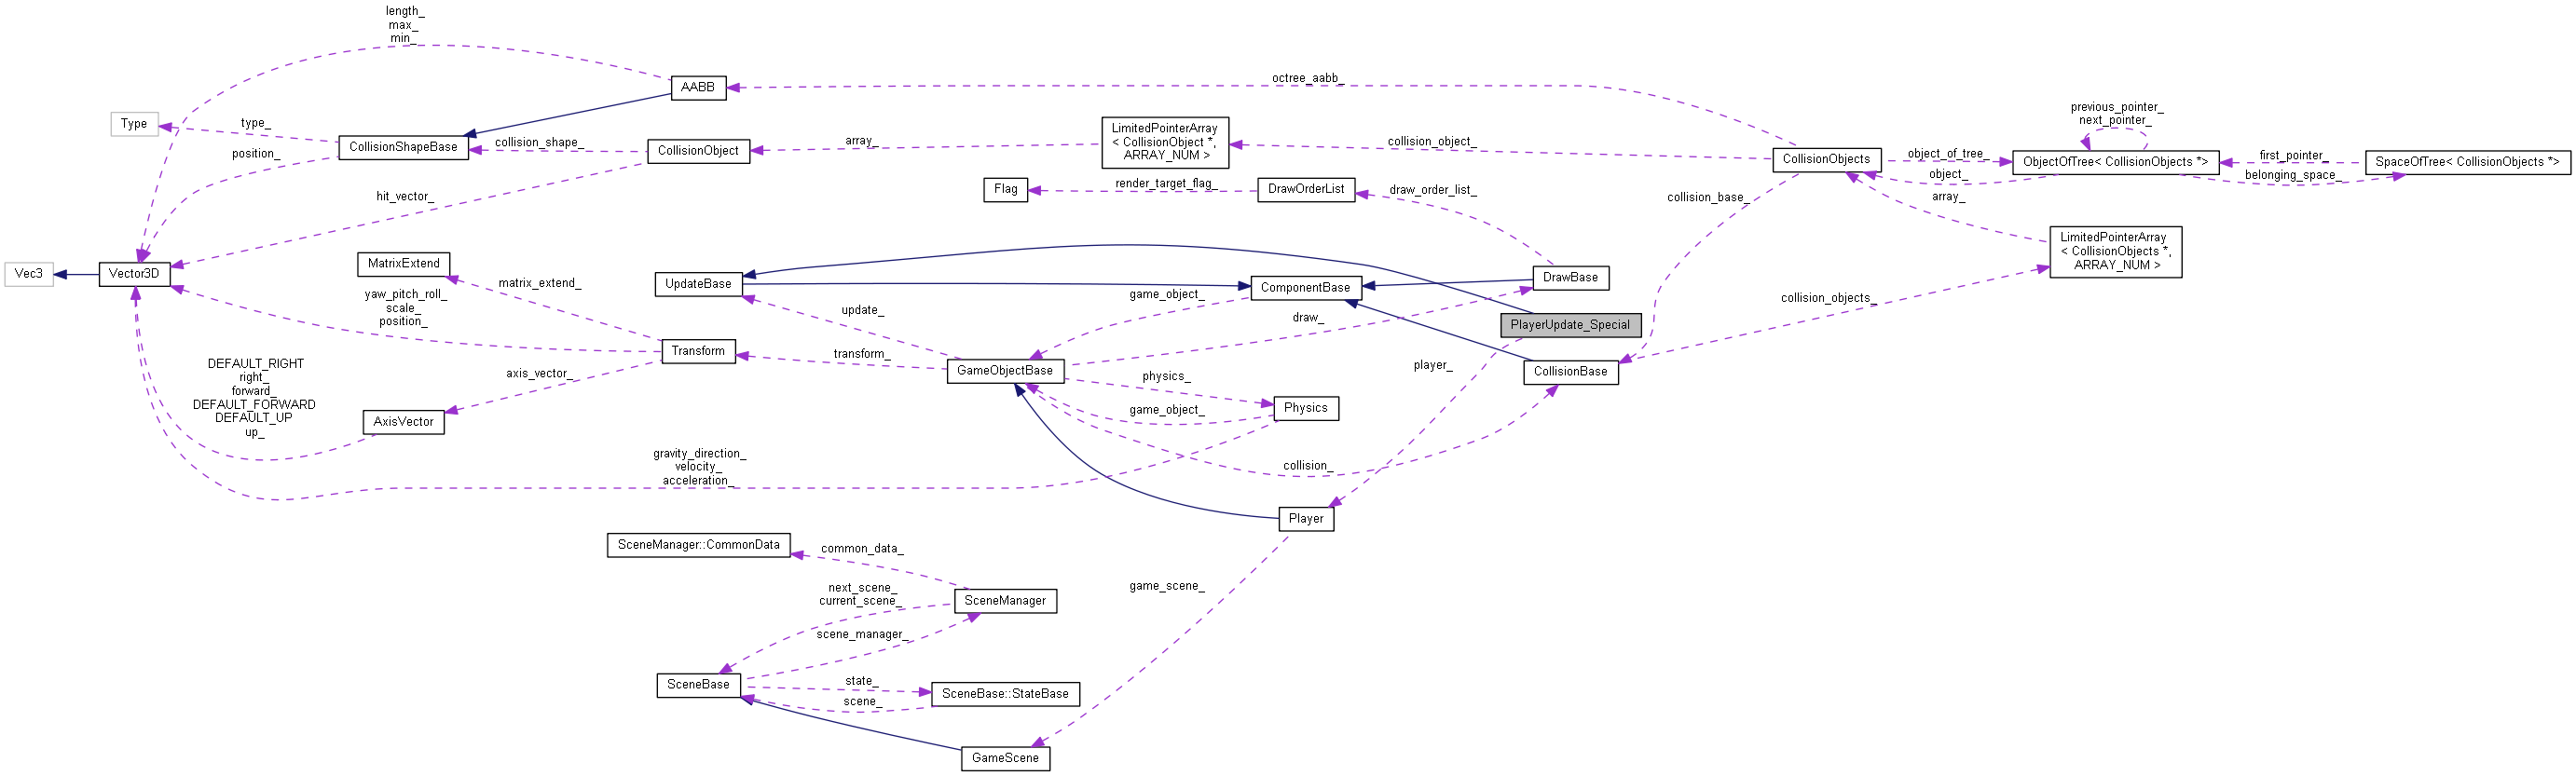 length_
max_
min_
AABB
octree_aabb_
Type
type_
CollisionShapeBase
position_
collision_shape_
CollisionObject
hit_vector_
array_
LimitedPointerArray
< CollisionObject *,
ARRAY_NUM >
collision_object_
CollisionObjects
object_of_tree_
object_
previous_pointer_
next_pointer_
ObjectOfTree< CollisionObjects *>
first_pointer_
belonging_space_
SpaceOfTree< CollisionObjects *>
Flag
render_target_flag_
DrawOrderList
draw_order_list_
collision_base_
array_
LimitedPointerArray
< CollisionObjects *,
ARRAY_NUM >
collision_objects_
Vec3
Vector3D
MatrixExtend
matrix_extend_
yaw_pitch_roll_
scale_
position_
UpdateBase
update_
ComponentBase
game_object_
DrawBase
draw_
PlayerUpdate_Special
player_
CollisionBase
Transform
transform_
GameObjectBase
physics_
game_object_
Physics
axis_vector_
AxisVector
DEFAULT_RIGHT
right_
forward_
DEFAULT_FORWARD
DEFAULT_UP
up_
gravity_direction_
velocity_
acceleration_
collision_
Player
game_scene_
SceneManager::CommonData
common_data_
next_scene_
current_scene_
SceneManager
scene_manager_
SceneBase
state_
scene_
SceneBase::StateBase
GameScene